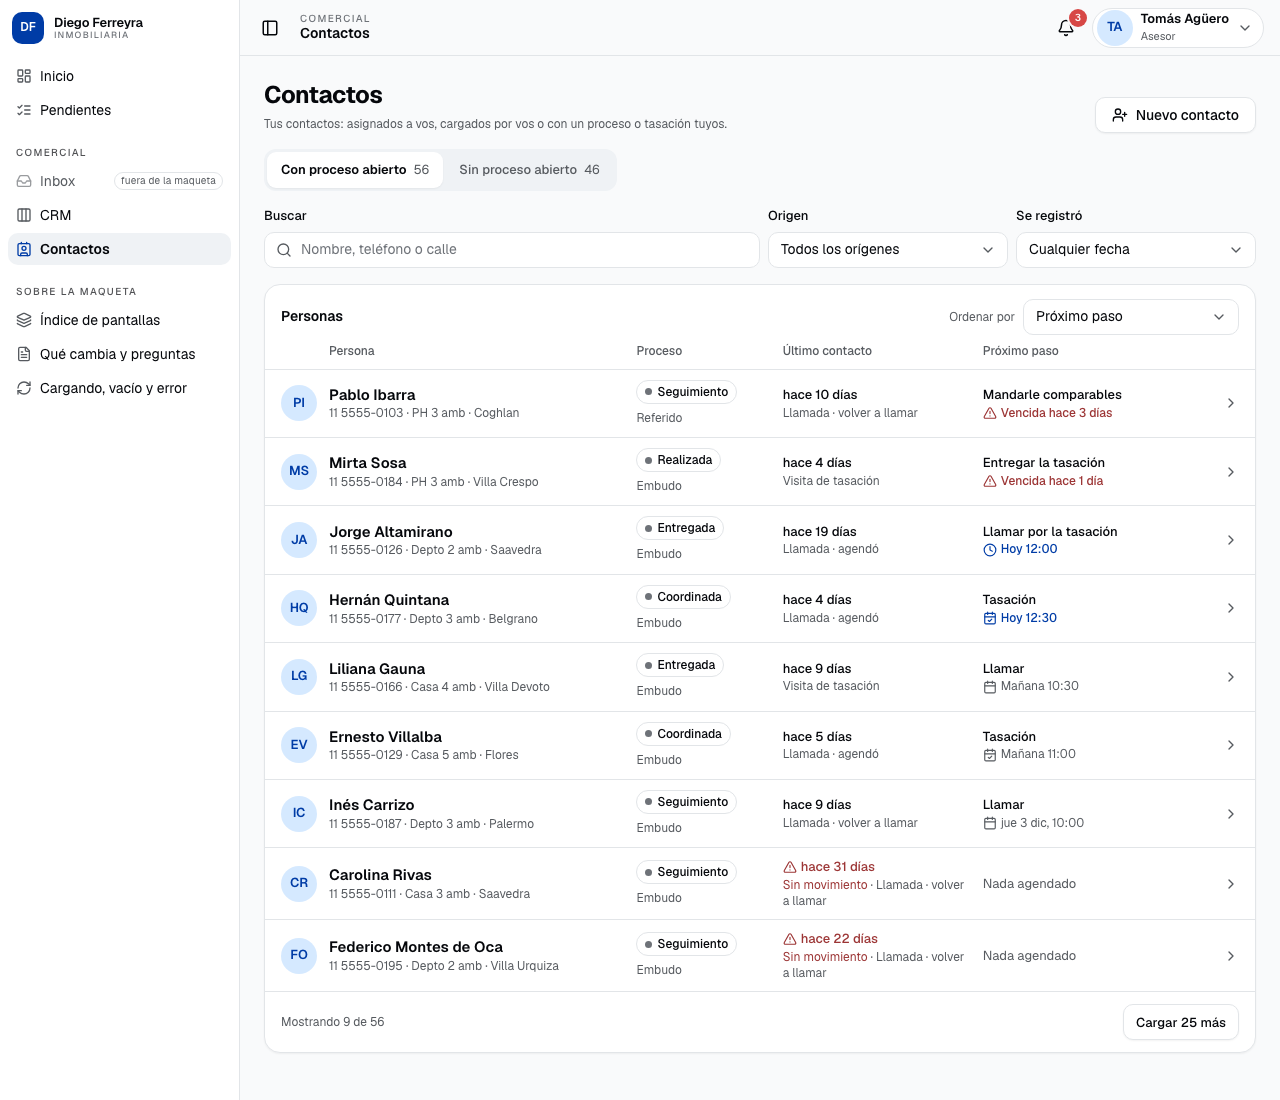 DF
Diego Ferreyra
INMOBILIARIA
Inicio
Pendientes
COMERCIAL
Inbox
fuera de la maqueta
CRM
Contactos
SOBRE LA MAQUETA
Índice de pantallas
Qué cambia y preguntas
Cargando, vacío y error
COMERCIAL
Contactos
3
TA
Tomás Agüero
Asesor
Contactos
Tus contactos: asignados a vos, cargados por vos o con un proceso o tasación tuyos.
Nuevo contacto
Con proceso abierto 56
Sin proceso abierto 46
Buscar
Nombre, teléfono o calle
Origen
Todos los orígenes
Se registró
Cualquier fecha
Personas
Ordenar por
Próximo paso
Persona
Proceso
Último contacto
Próximo paso
PI
Pablo Ibarra
11 5555-0103 · PH 3 amb · Coghlan
Seguimiento
Referido
hace 10 días
Llamada · volver a llamar
Mandarle comparables
Vencida hace 3 días
MS
Mirta Sosa
11 5555-0184 · PH 3 amb · Villa Crespo
Realizada
Embudo
hace 4 días
Visita de tasación
Entregar la tasación
Vencida hace 1 día
JA
Jorge Altamirano
11 5555-0126 · Depto 2 amb · Saavedra
Entregada
Embudo
hace 19 días
Llamada · agendó
Llamar por la tasación
Hoy 12:00
HQ
Hernán Quintana
11 5555-0177 · Depto 3 amb · Belgrano
Coordinada
Embudo
hace 4 días
Llamada · agendó
Tasación
Hoy 12:30
LG
Liliana Gauna
11 5555-0166 · Casa 4 amb · Villa Devoto
Entregada
Embudo
hace 9 días
Visita de tasación
Llamar
Mañana 10:30
EV
Ernesto Villalba
11 5555-0129 · Casa 5 amb · Flores
Coordinada
Embudo
hace 5 días
Llamada · agendó
Tasación
Mañana 11:00
IC
Inés Carrizo
11 5555-0187 · Depto 3 amb · Palermo
Seguimiento
Embudo
hace 9 días
Llamada · volver a llamar
Llamar
jue 3 dic, 10:00
CR
Carolina Rivas
11 5555-0111 · Casa 3 amb · Saavedra
Seguimiento
Embudo
hace 31 días
Sin movimiento · Llamada · volver
a llamar
Nada agendado
FO
Federico Montes de Oca
11 5555-0195 · Depto 2 amb · Villa Urquiza
Seguimiento
Embudo
hace 22 días
Sin movimiento · Llamada · volver
a llamar
Nada agendado
Mostrando 9 de 56
Cargar 25 más